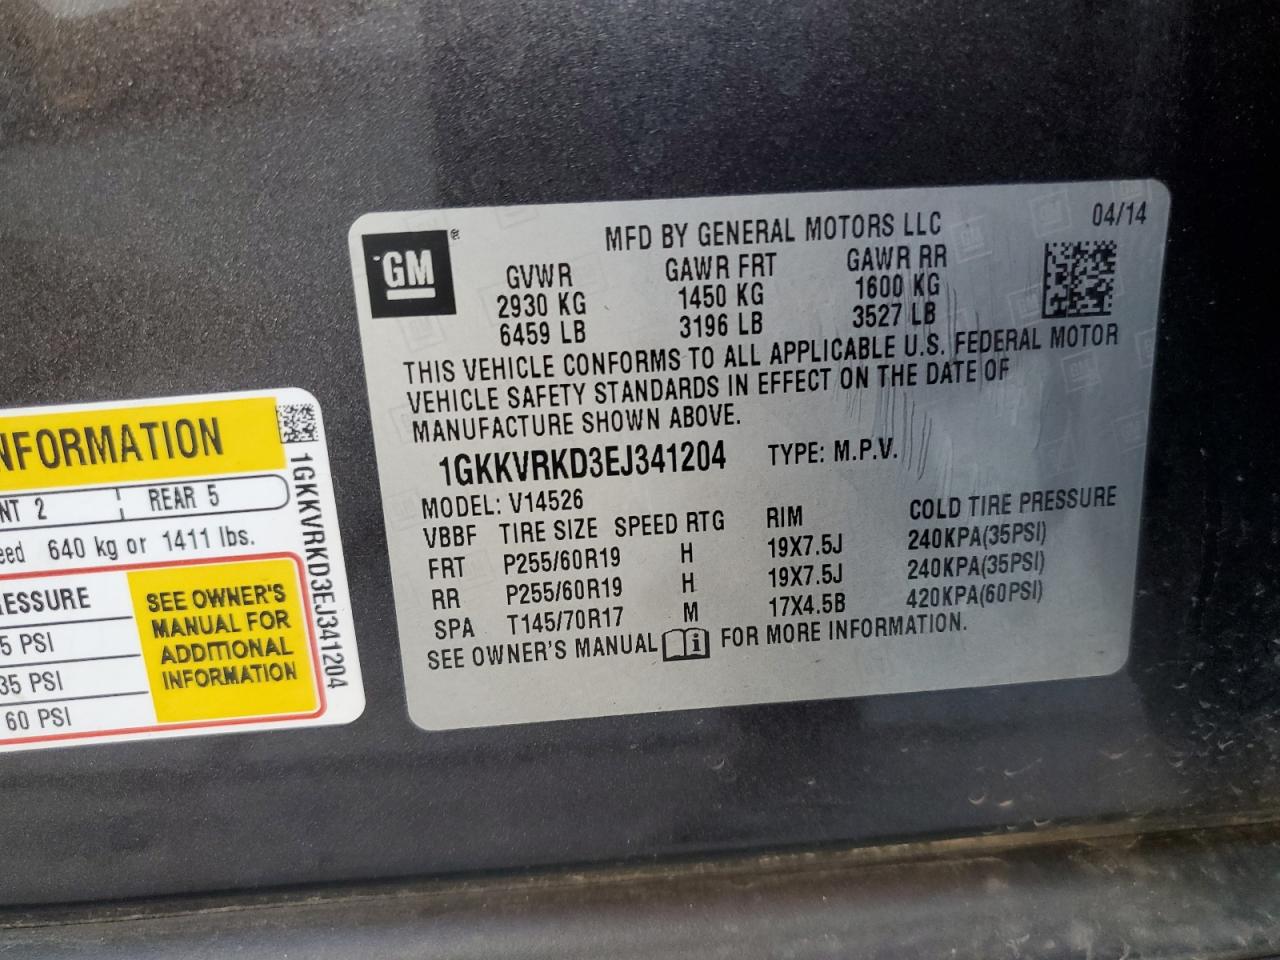 GM®
MFD BY GENERAL MOTORS LLC
04/14
GVWR GAWR FRT GAWR RR
2930 KG 1450 KG 1600 KG
6459 LB 3196 LB 3527 LB
THIS VEHICLE CONFORMS TO ALL APPLICABLE U.S. FEDERAL MOTOR
VEHICLE SAFETY STANDARDS IN EFFECT ON THE DATE OF
MANUFACTURE SHOWN ABOVE.
1GKKVRKD3EJ341204 TYPE: M.P.V.
MODEL: V14526
VBBF TIRE SIZE SPEED RTG RIM COLD TIRE PRESSURE
FRT P255/60R19 H 19X7.5J 240KPA(35PSI)
RR P255/60R19 H 19X7.5J 240KPA(35PSI)
SPA T145/70R17 M 17X4.5B 420KPA(60PSI)
SEE OWNER'S MANUAL i FOR MORE INFORMATION.
NFORMATION
NT 2 REAR 5
eed 640 kg or 1411 lbs.
ESSURE
5 PSI
35 PSI
60 PSI
SEE OWNER'S
MANUAL FOR
ADDITIONAL
INFORMATION
1GKKVRKD3EJ341204